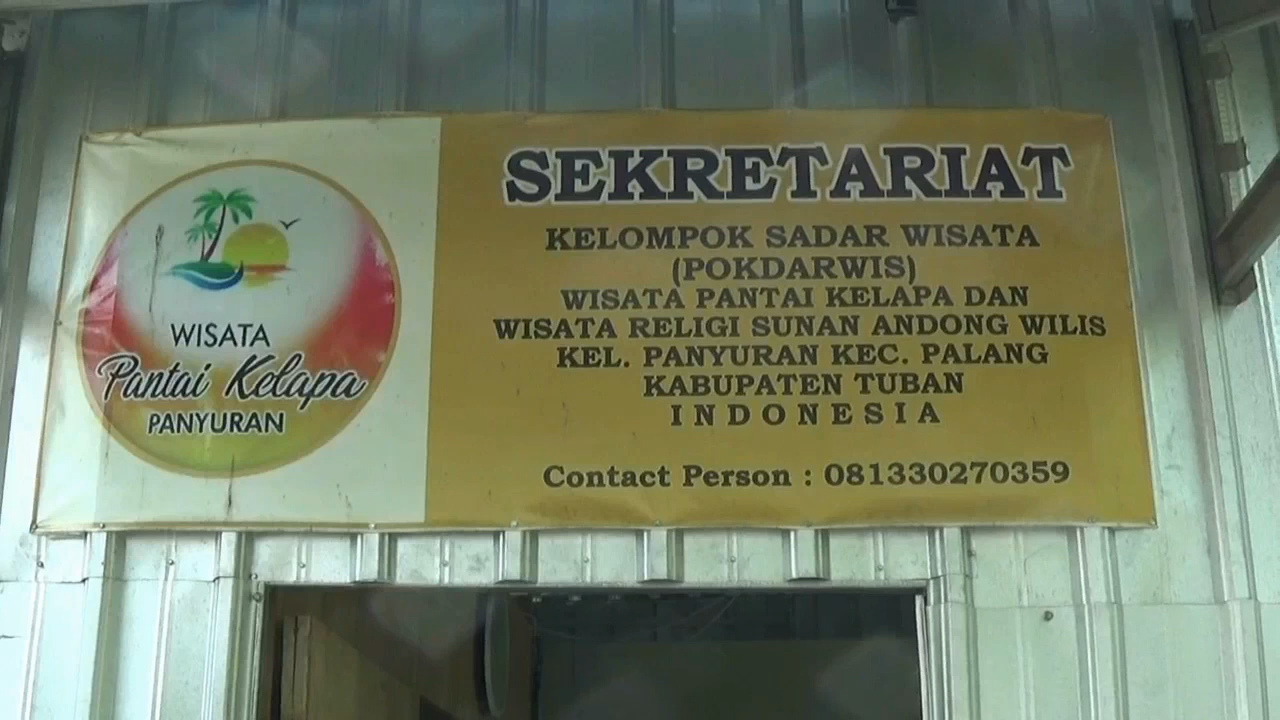 WISATA
Pantai Kelapa
PANYURAN
SEKRETARIAT
KELOMPOK SADAR WISATA
(POKDARWIS)
WISATA PANTAI KELAPA DAN
WISATA RELIGI SUNAN ANDONG WILIS
KEL. PANYURAN KEC. PALANG
KABUPATEN TUBAN
INDONESIA
Contact Person : 081330270359